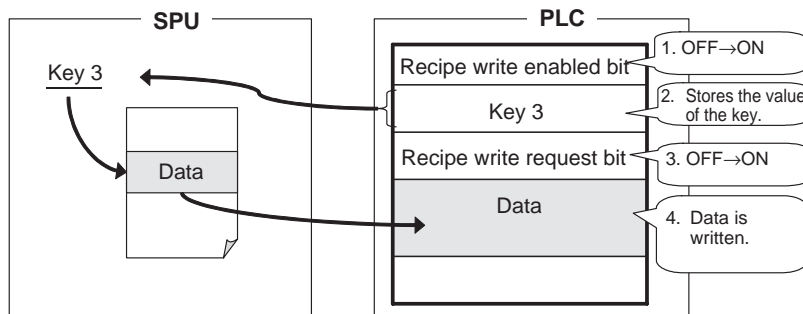 SPU
PLC
Key 3
Data
Recipe write enabled bit
Key 3
Recipe write request bit
Data
1. OFF→ON
2. Stores the value
of the key.
3. OFF→ON
4. Data is
written.